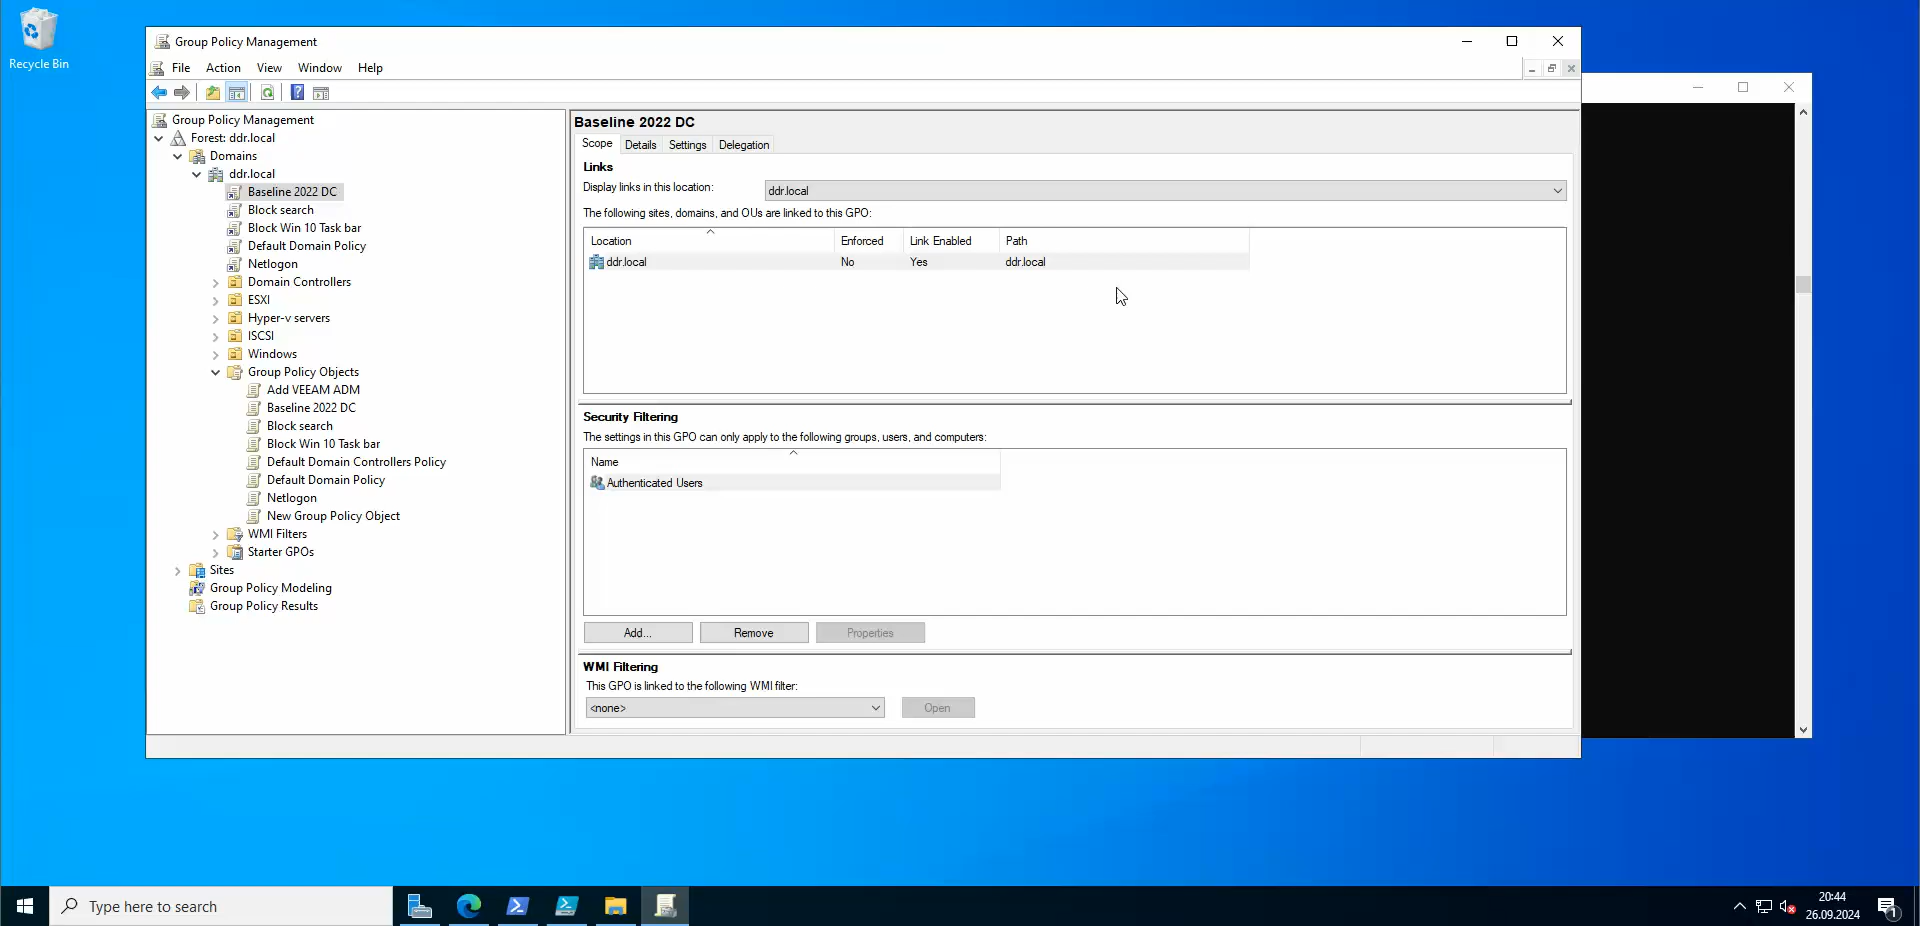 Recycle Bin
Group Policy Management
File Action View Window Help
Group Policy Management
Forest: ddr.local
Domains
ddr.local
Baseline 2022 DC
Block search
Block Win 10 Task bar
Default Domain Policy
Netlogon
Domain Controllers
ESXI
Hyper-v servers
ISCSI
Windows
Group Policy Objects
Add VEEAM ADM
Baseline 2022 DC
Block search
Block Win 10 Task bar
Default Domain Controllers Policy
Default Domain Policy
Netlogon
New Group Policy Object
WMI Filters
Starter GPOs
Sites
Group Policy Modeling
Group Policy Results
Baseline 2022 DC
Scope Details Settings Delegation
Links
Display links in this location: ddr.local
The following sites, domains, and OUs are linked to this GPO:
Location Enforced Link Enabled Path
ddr.local No Yes ddr.local
Security Filtering
The settings in this GPO can only apply to the following groups, users, and computers:
Name
Authenticated Users
Add... Remove Properties
WMI Filtering
This GPO is linked to the following WMI filter:
<none> Open
Type here to search
20:44
26.09.2024
1